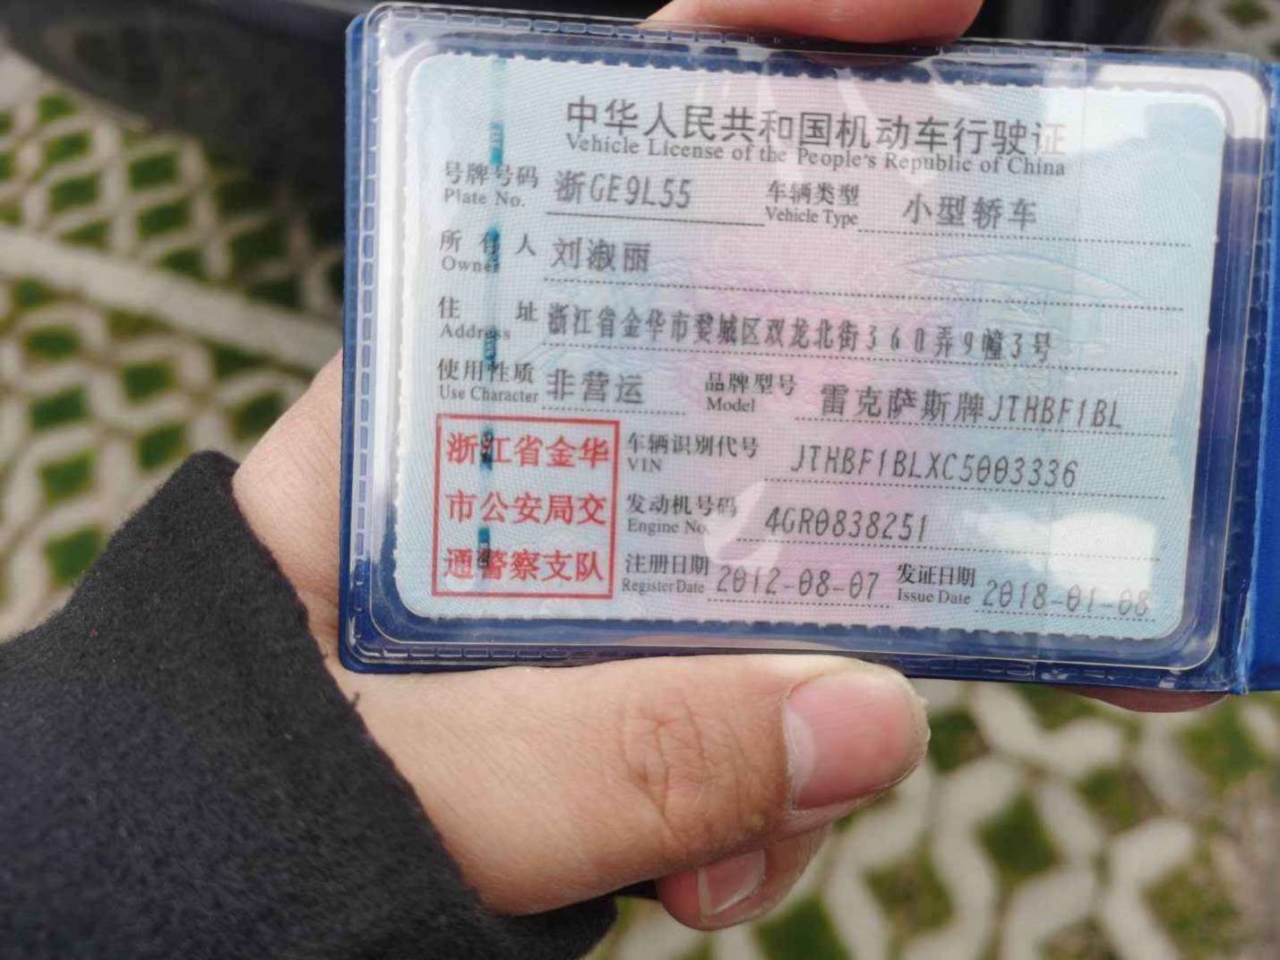 中华人民共和国机动车行驶证
Vehicle License of the People's Republic of China
号牌号码 浙GE9L55 车辆类型 小型轿车
Plate No. Vehicle Type
所有人 刘淑丽
Owner
住址 浙江省金华市婺城区双龙北街360弄9幢3号
Address
使用性质 非营运 品牌型号 雷克萨斯牌JTHBF1BL
Use Character Model
浙江省金华
市公安局交
通警察支队
车辆识别代号 JTHBF1BLXC5003336
VIN
发动机号码 4GR0838251
Engine No.
注册日期 2012-08-07 发证日期 2018-01-08
Register Date Issue Date